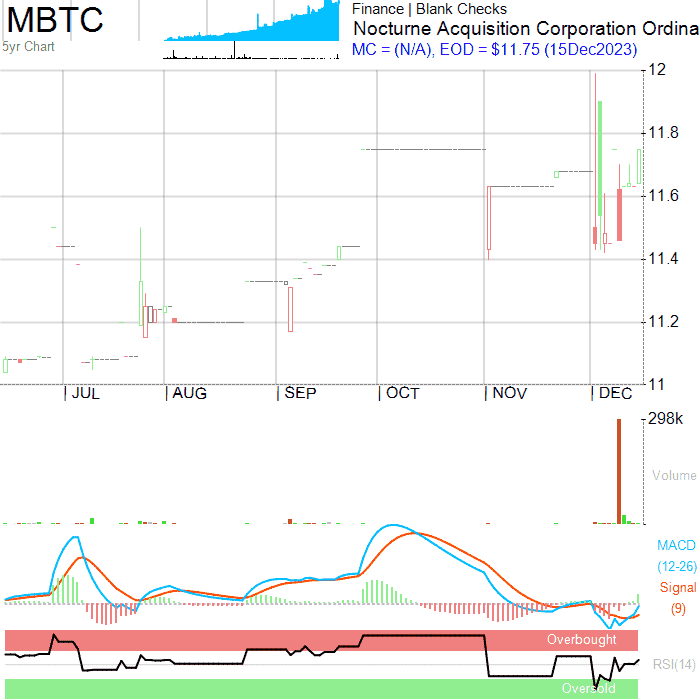 MBTC
5yr Chart
Finance | Blank Checks
Nocturne Acquisition Corporation Ordina
MC = (N/A), EOD = $11.75 (15Dec2023)
12
11.8
11.6
11.4
11.2
11
| JUL | AUG | SEP | OCT | NOV | DEC
298k
Volume
MACD
(12-26)
Signal
(9)
Overbought
RSI(14)
Oversold